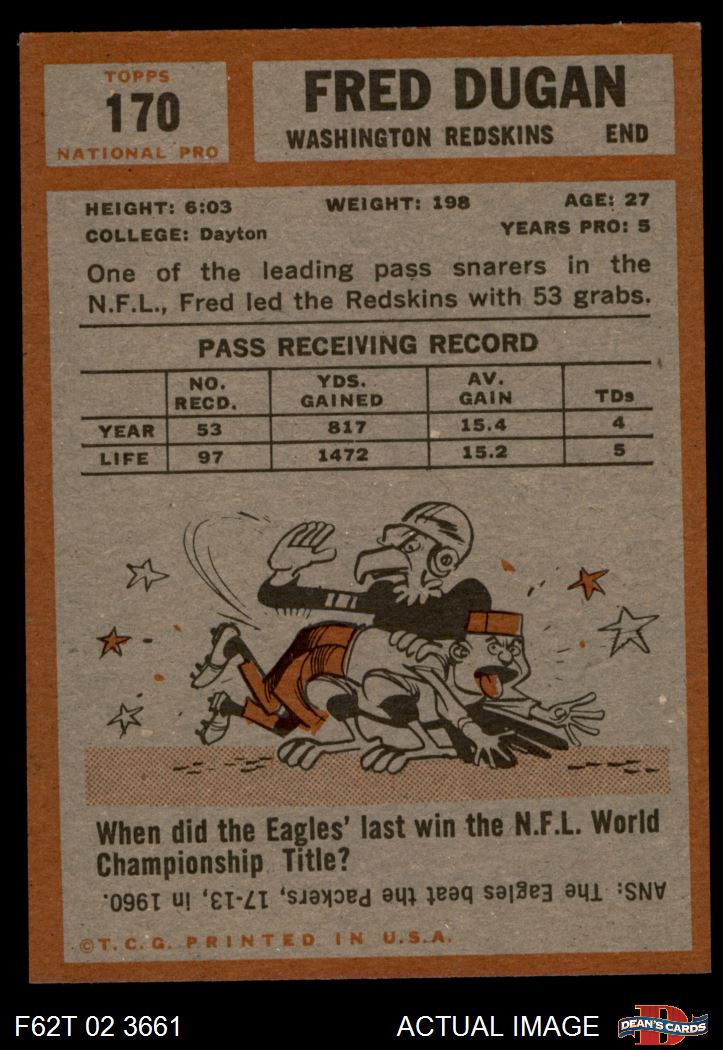 TOPPS
170
NATIONAL PRO
FRED DUGAN
WASHINGTON REDSKINS END
HEIGHT: 6:03 WEIGHT: 198 AGE: 27
COLLEGE: Dayton YEARS PRO: 5
One of the leading pass snarers in the
N.F.L., Fred led the Redskins with 53 grabs.
PASS RECEIVING RECORD
NO. RECD. YDS. GAINED AV. GAIN TDs
YEAR 53 817 15.4 4
LIFE 97 1472 15.2 5
When did the Eagles' last win the N.F.L. World
Championship Title?
ANS: The Eagles beat the Packers, 17-13, in 1960.
©T.C.G. PRINTED IN U.S.A.
F62T 02 3661 ACTUAL IMAGE D DEAN'S CARDS